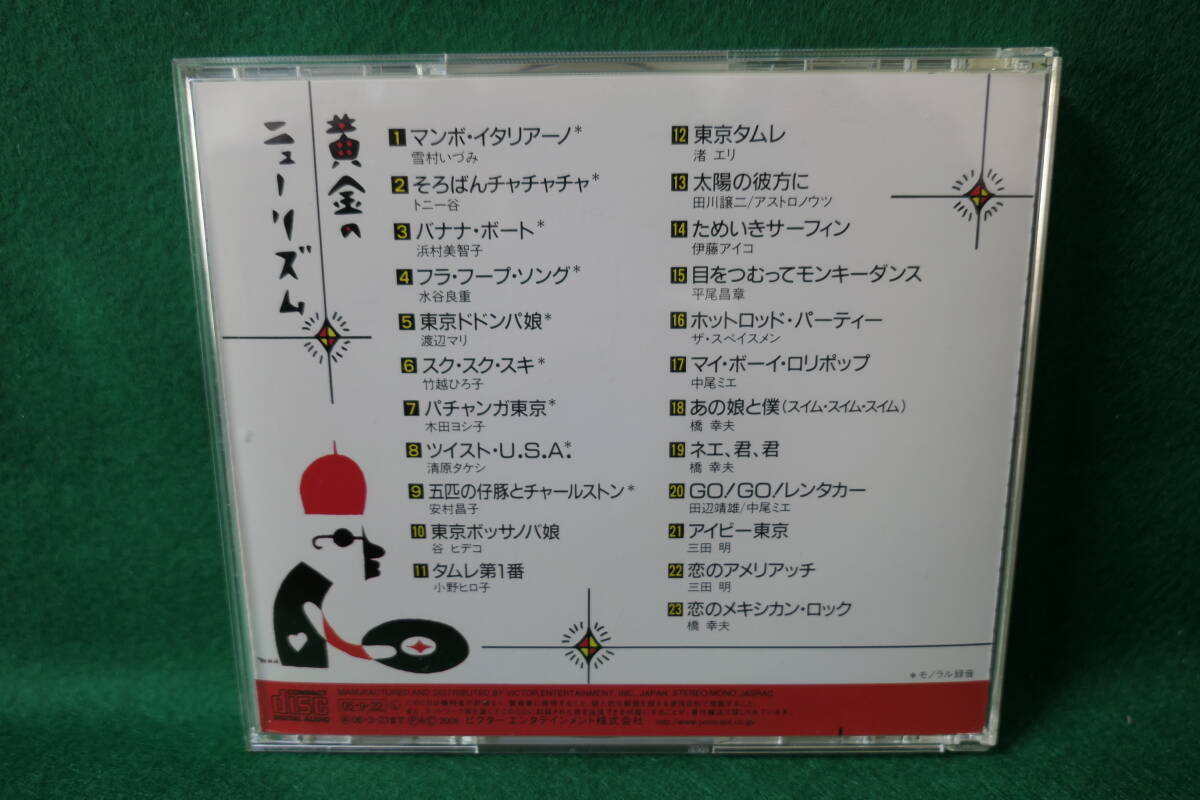 黄金の
ニューリズム
1 マンボ・イタリアーノ*
雪村いづみ
2 そろばんチャチャチャ*
トニー谷
3 バナナ・ボート*
浜村美智子
4 フラ・フープ・ソング*
水谷良重
5 東京ドドンパ娘*
渡辺マリ
6 スク・スク・スキ*
竹越ひろ子
7 パチャンガ東京*
木田ヨシ子
8 ツイスト・U.S.A.*
清原タケシ
9 五匹の仔豚とチャールストン*
安村昌子
10 東京ボッサノバ娘
谷 ヒデコ
11 タムレ第1番
小野ヒロ子
12 東京タムレ
渚 エリ
13 太陽の彼方に
田川譲二/アストロノウツ
14 ためいきサーフィン
伊藤アイコ
15 目をつむってモンキーダンス
平尾昌章
16 ホットロッド・パーティー
ザ・スペイスメン
17 マイ・ボーイ・ロリポップ
中尾ミエ
18 あの娘と僕(スイム・スイム・スイム)
橋 幸夫
19 ネエ、君、君
橋 幸夫
20 GO!GO!レンタカー
田辺靖雄/中尾ミエ
21 アイビー東京
三田 明
22 恋のアメリアッチ
三田 明
23 恋のメキシカン・ロック
橋 幸夫
*モノラル録音
COMPACT
disc
DIGITAL AUDIO
MANUFACTURED AND DISTRIBUTED BY VICTOR ENTERTAINMENT, INC., JAPAN. STEREO/MONO JASRAC
05-9-22 Ⓛ
06-3-23まで ⓅⒸ 2005 ビクター エンタテインメント株式会社